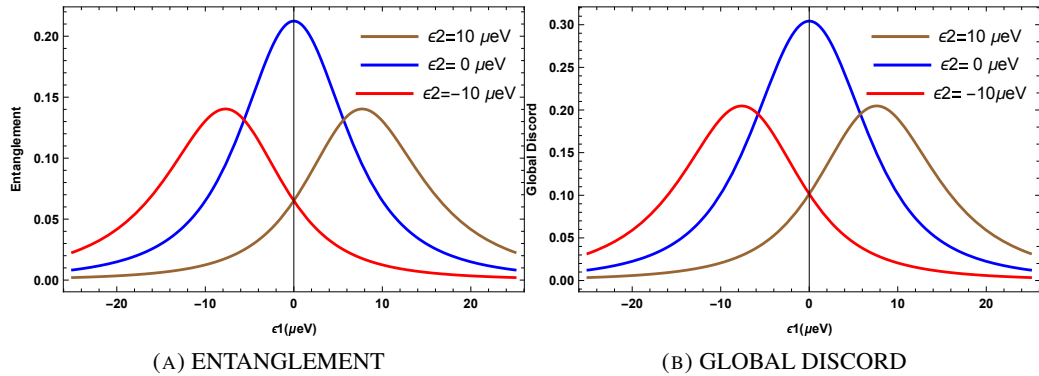 Entanglement
0.20
0.15
0.10
0.05
0.00
ϵ2=10 μeV
ϵ2= 0 μeV
ϵ2=-10 μeV
-20 -10 0 10 20
ϵ1(μeV)
(A) ENTANGLEMENT
Global Discord
0.30
0.25
0.20
0.15
0.10
0.05
0.00
ϵ2=10 μeV
ϵ2= 0 μeV
ϵ2= -10μeV
-20 -10 0 10 20
ϵ1(μeV)
(B) GLOBAL DISCORD